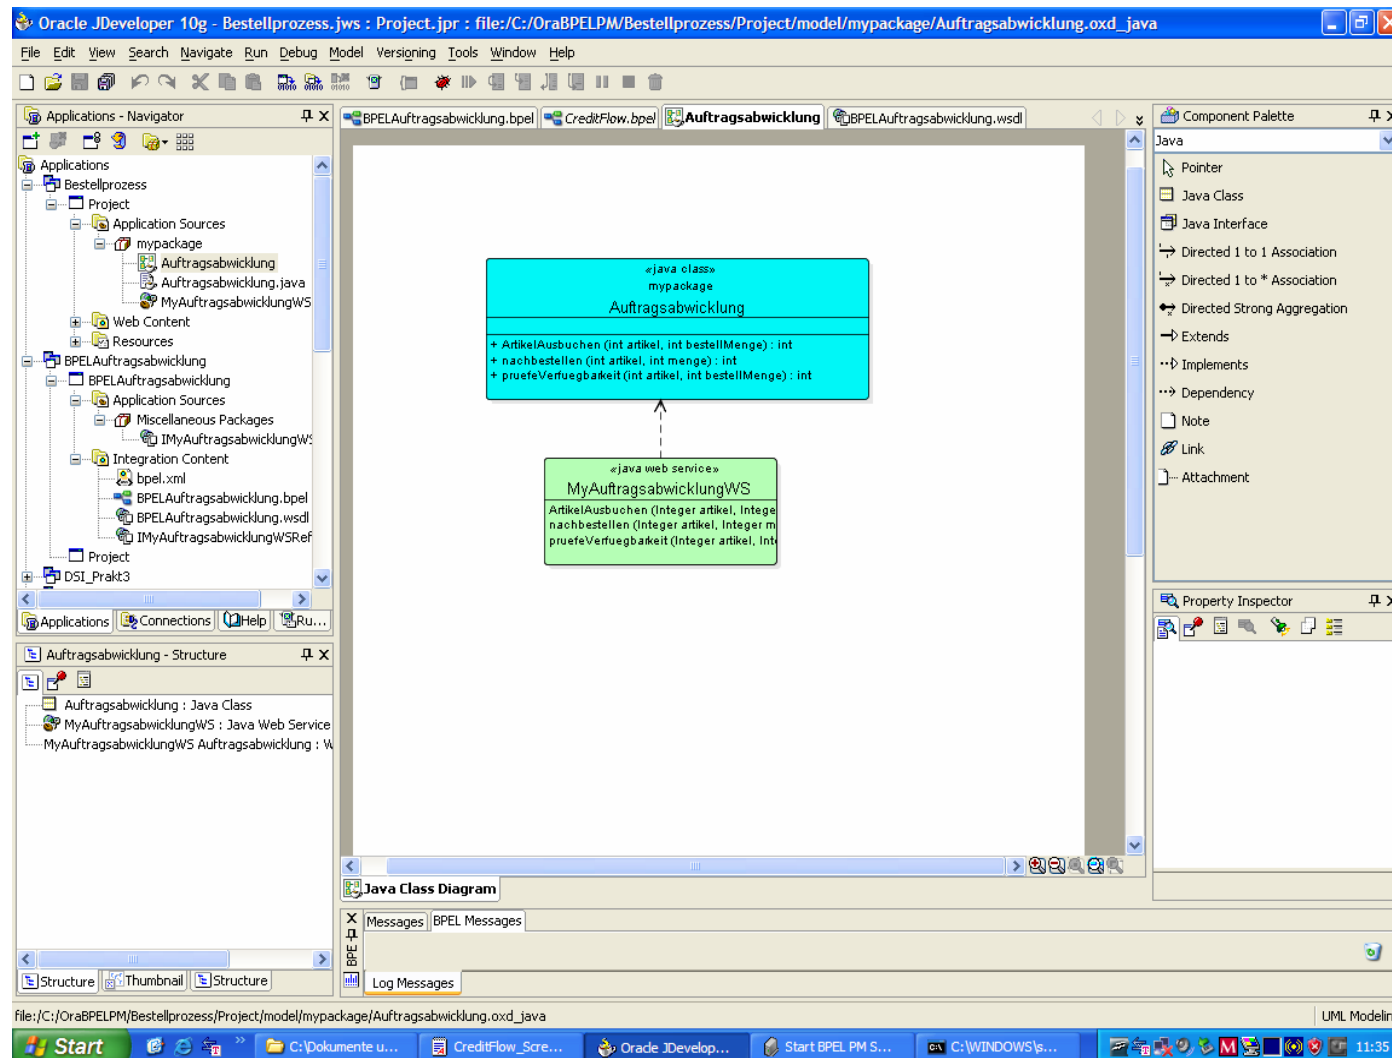 Oracle JDeveloper 10g - Bestellprozess.jws : Project.jpr : file:/C:/OraBPELPM/Bestellprozess/Project/model/mypackage/Auftragsabwicklung.oxd_java
File Edit View Search Navigate Run Debug Model Versioning Tools Window Help
Applications - Navigator
Applications
Bestellprozess
Project
Application Sources
mypackage
Auftragsabwicklung
Auftragsabwicklung.java
MyAuftragsabwicklungWS
Web Content
Resources
BPELAuftragsabwicklung
BPELAuftragsabwicklung
Application Sources
Miscellaneous Packages
IMyAuftragsabwicklungWS
Integration Content
bpel.xml
BPELAuftragsabwicklung.bpel
BPELAuftragsabwicklung.wsdl
IMyAuftragsabwicklungWSRef
Project
DSI_Prakt3
Applications Connections Help Ru...
Auftragsabwicklung - Structure
Auftragsabwicklung : Java Class
MyAuftragsabwicklungWS : Java Web Service
MyAuftragsabwicklungWS Auftragsabwicklung : W
Structure Thumbnail Structure
BPELAuftragsabwicklung.bpel CreditFlow.bpel Auftragsabwicklung BPELAuftragsabwicklung.wsdl
«java class»
mypackage
Auftragsabwicklung
+ ArtikelAusbuchen (int artikel, int bestellMenge) : int
+ nachbestellen (int artikel, int menge) : int
+ pruefeVerfuegbarkeit (int artikel, int bestellMenge) : int
«java web service»
MyAuftragsabwicklungWS
ArtikelAusbuchen (Integer artikel, Intege
nachbestellen (Integer artikel, Integer m
pruefeVerfuegbarkeit (Integer artikel, Int
Java Class Diagram
Messages BPEL Messages
BPE
Log Messages
Component Palette
Java
Pointer
Java Class
Java Interface
Directed 1 to 1 Association
Directed 1 to * Association
Directed Strong Aggregation
Extends
Implements
Dependency
Note
Link
Attachment
Property Inspector
file:/C:/OraBPELPM/Bestellprozess/Project/model/mypackage/Auftragsabwicklung.oxd_java
UML Modelin
Start C:\Dokumente u... CreditFlow_Scre... Oracle JDevelop... Start BPEL PM S... C:\WINDOWS\s... 11:35